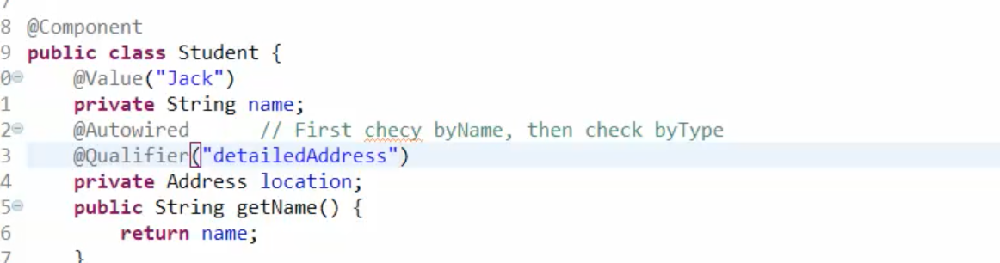 7
8 @Component
9 public class Student {
0 @Value("Jack")
1 private String name;
2 @Autowired // First checy byName, then check byType
3 @Qualifier("detailedAddress")
4 private Address location;
5 public String getName() {
6 return name;
7 }